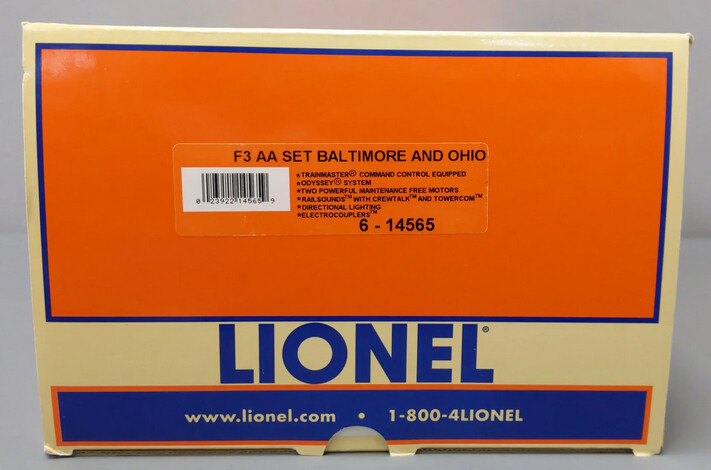 F3 AA SET BALTIMORE AND OHIO
★TRAINMASTER® COMMAND CONTROL EQUIPPED
★ODYSSEY® SYSTEM
★TWO POWERFUL MAINTENANCE FREE MOTORS
★RAILSOUNDS™ WITH CREWTALK™ AND TOWERCOM™
★DIRECTIONAL LIGHTING
★ELECTROCOUPLERS™
0 23922 14565 9
6 - 14565
LIONEL®
www.lionel.com • 1-800-4LIONEL